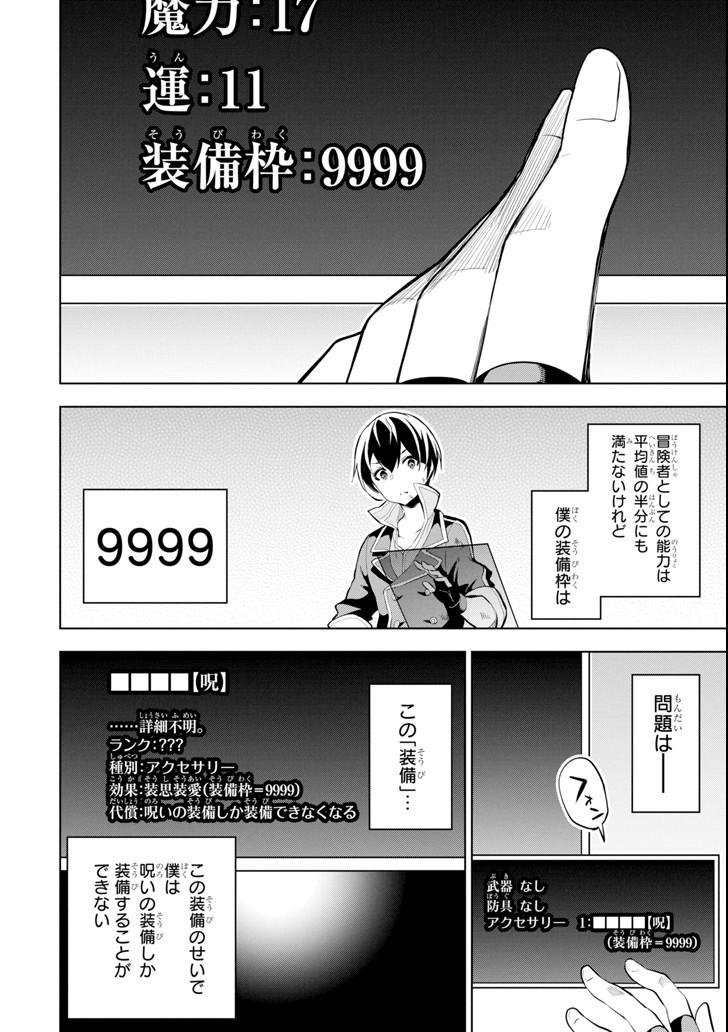 魔力:17
運:11
装備枠:9999
冒険者としての能力は
平均値の半分にも
満たないけれど
僕の装備枠は
9999
問題は——
フォン
武器 なし
防具 なし
アクセサリー 1:■■■■【呪】
(装備枠=9999)
この「装備」…
■■■■【呪】
……詳細不明。
ランク:???
種別:アクセサリー
効果:装思装愛(装備枠=9999)
代償:呪いの装備しか装備できなくなる
この装備のせいで
僕は
呪いの装備しか
装備することが
できない